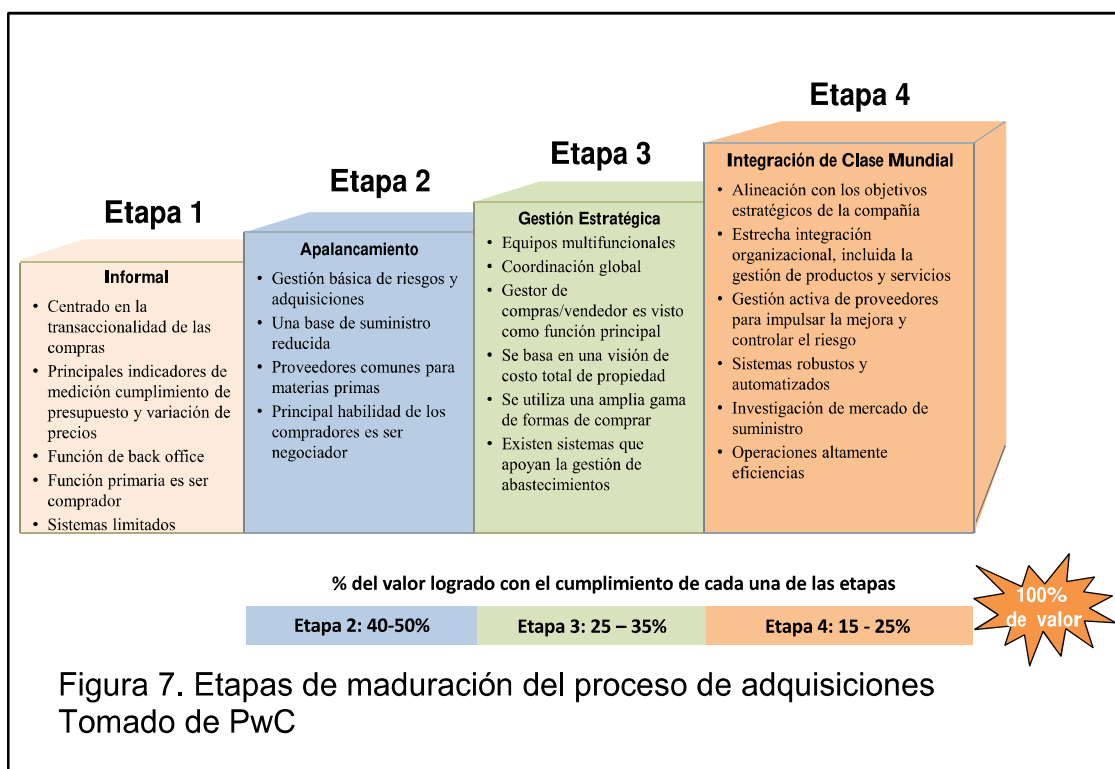 Etapa 1
Informal
• Centrado en la
transaccionalidad de las
compras
• Principales indicadores de
medición cumplimiento de
presupuesto y variación de
precios
• Función de back office
• Función primaria es ser
comprador
• Sistemas limitados
Etapa 2
Apalancamiento
• Gestión básica de riesgos y
adquisiciones
• Una base de suministro
reducida
• Proveedores comunes para
materias primas
• Principal habilidad de los
compradores es ser
negociador
Etapa 3
Gestión Estratégica
• Equipos multifuncionales
• Coordinación global
• Gestor de
compras/vendedor es visto
como función principal
• Se basa en una visión de
costo total de propiedad
• Se utiliza una amplia gama
de formas de comprar
• Existen sistemas que
apoyan la gestión de
abastecimientos
Etapa 4
Integración de Clase Mundial
• Alineación con los objetivos
estratégicos de la compañía
• Estrecha integración
organizacional, incluida la
gestión de productos y servicios
• Gestión activa de proveedores
para impulsar la mejora y
controlar el riesgo
• Sistemas robustos y
automatizados
• Investigación de mercado de
suministro
• Operaciones altamente
eficiencias
% del valor logrado con el cumplimiento de cada una de las etapas
Etapa 2: 40-50%
Etapa 3: 25 – 35%
Etapa 4: 15 - 25%
100%
de valor
Figura 7. Etapas de maduración del proceso de adquisiciones
Tomado de PwC